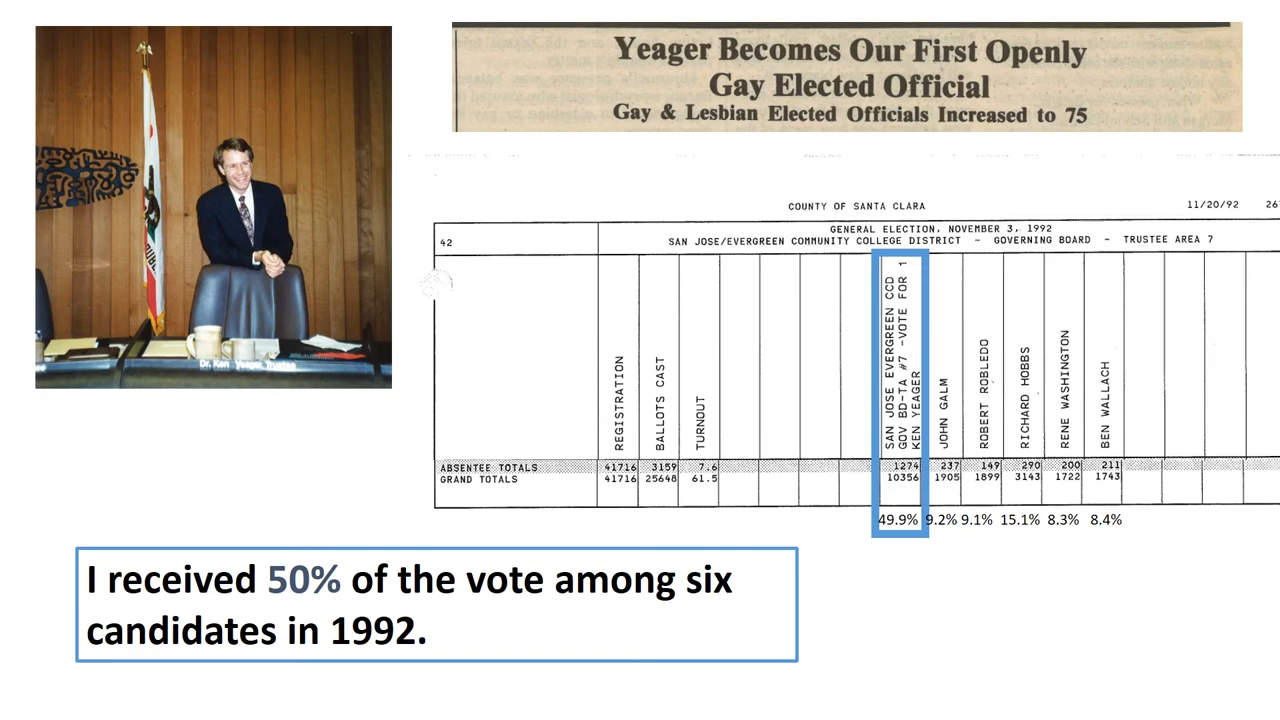 Yeager Becomes Our First Openly
Gay Elected Official
Gay & Lesbian Elected Officials Increased to 75
Dr. Ken Yeager, Trustee
COUNTY OF SANTA CLARA 11/20/92
GENERAL ELECTION, NOVEMBER 3, 1992
42 SAN JOSE/EVERGREEN COMMUNITY COLLEGE DISTRICT - GOVERNING BOARD - TRUSTEE AREA 7
REGISTRATION
BALLOTS CAST
TURNOUT
SAN JOSE EVERGREEN CCD
GOV BD-TA #7 -VOTE FOR 1
KEN YEAGER
JOHN GALM
ROBERT ROBLEDO
RICHARD HOBBS
RENE WASHINGTON
BEN WALLACH
ABSENTEE TOTALS 41716 3159 7.6 1274 237 149 290 200 211
GRAND TOTALS 41716 25648 61.5 10356 1905 1899 3143 1722 1743
49.9% 9.2% 9.1% 15.1% 8.3% 8.4%
I received 50% of the vote among six
candidates in 1992.